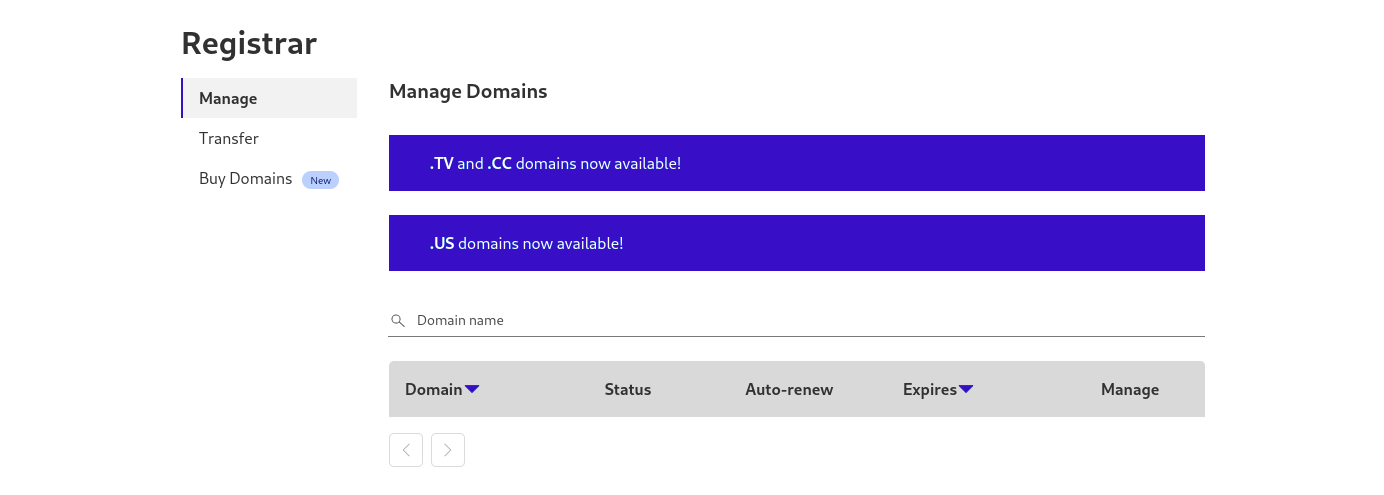 Registrar
Manage
Transfer
Buy Domains New
Manage Domains
.TV and .CC domains now available!
.US domains now available!
Domain name
Domain Status Auto-renew Expires Manage